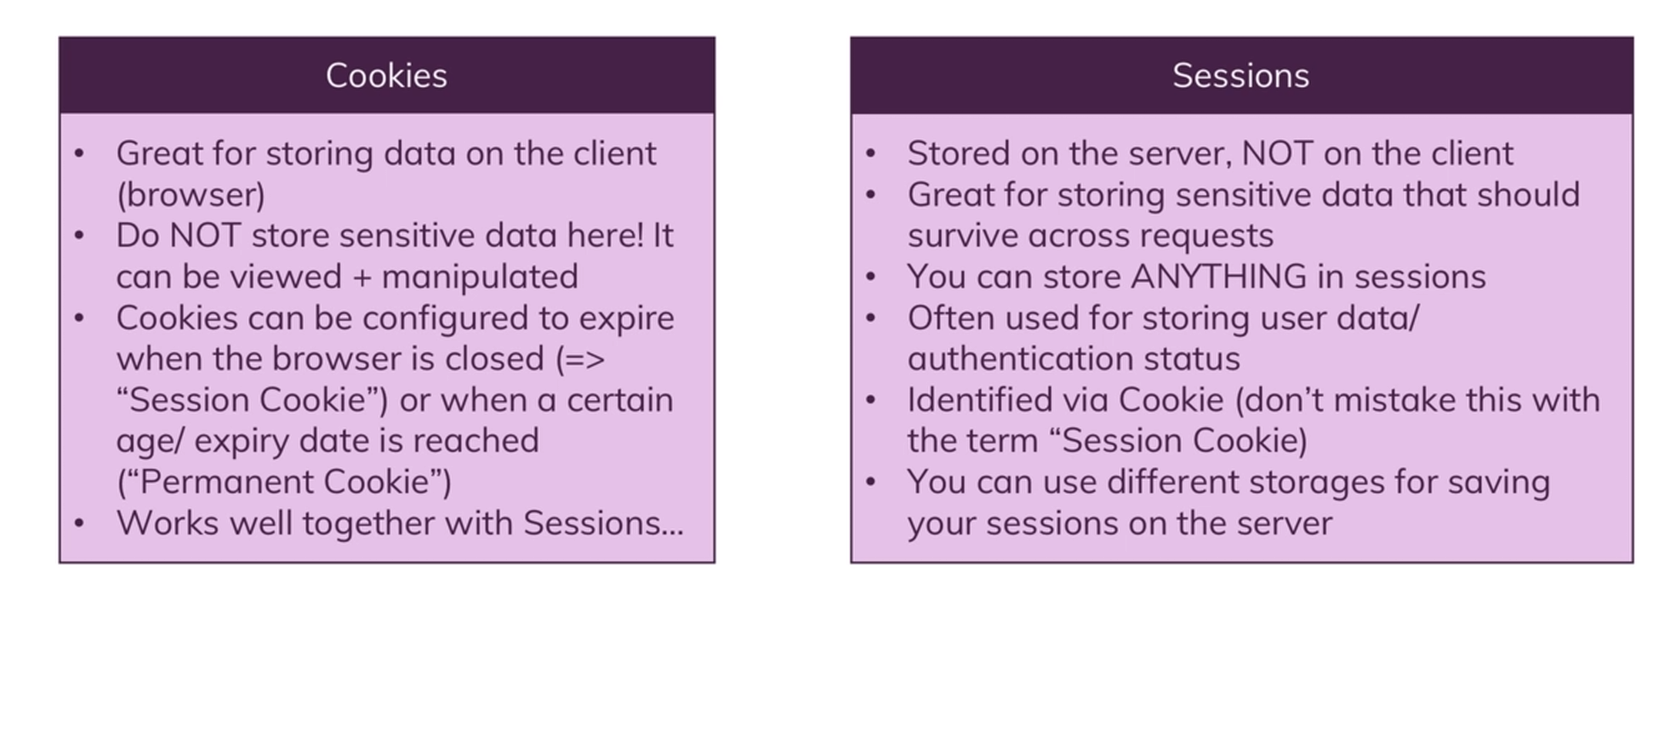 Cookies
• Great for storing data on the client
(browser)
• Do NOT store sensitive data here! It
can be viewed + manipulated
• Cookies can be configured to expire
when the browser is closed (=>
“Session Cookie”) or when a certain
age/ expiry date is reached
(“Permanent Cookie”)
• Works well together with Sessions...
Sessions
• Stored on the server, NOT on the client
• Great for storing sensitive data that should
survive across requests
• You can store ANYTHING in sessions
• Often used for storing user data/
authentication status
• Identified via Cookie (don’t mistake this with
the term “Session Cookie)
• You can use different storages for saving
your sessions on the server